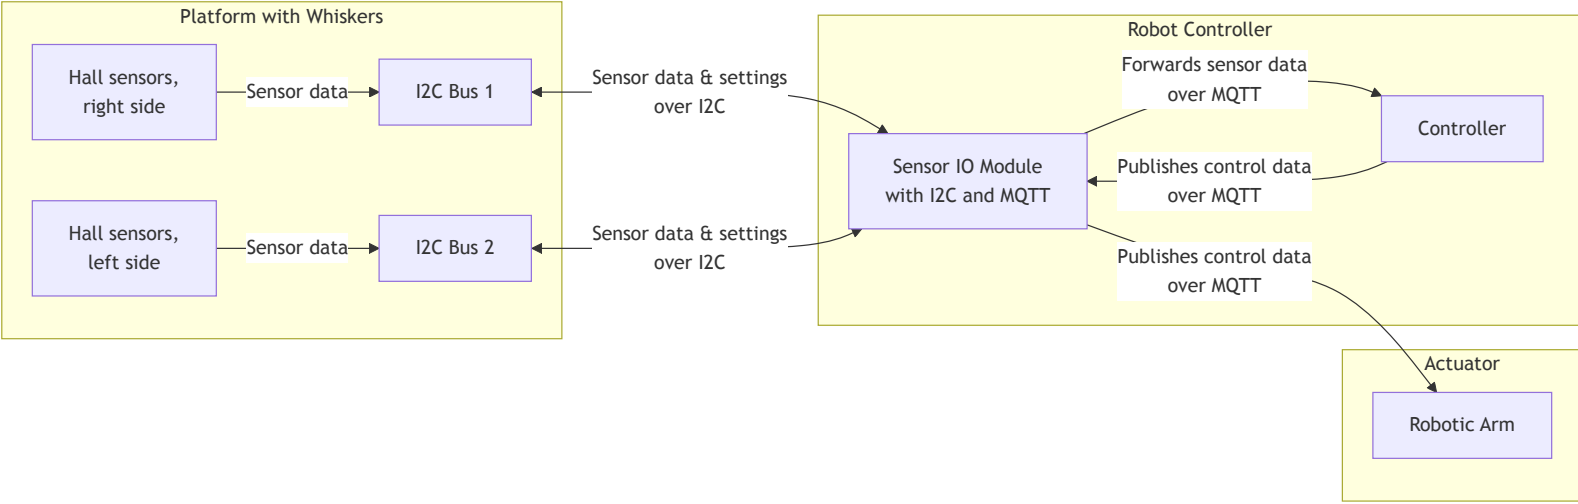 Platform with Whiskers
Hall sensors,
right side
Sensor data
I2C Bus 1
Sensor data & settings
over I2C
Hall sensors,
left side
Sensor data
I2C Bus 2
Sensor data & settings
over I2C
Robot Controller
Sensor IO Module
with I2C and MQTT
Forwards sensor data
over MQTT
Controller
Publishes control data
over MQTT
Publishes control data
over MQTT
Actuator
Robotic Arm